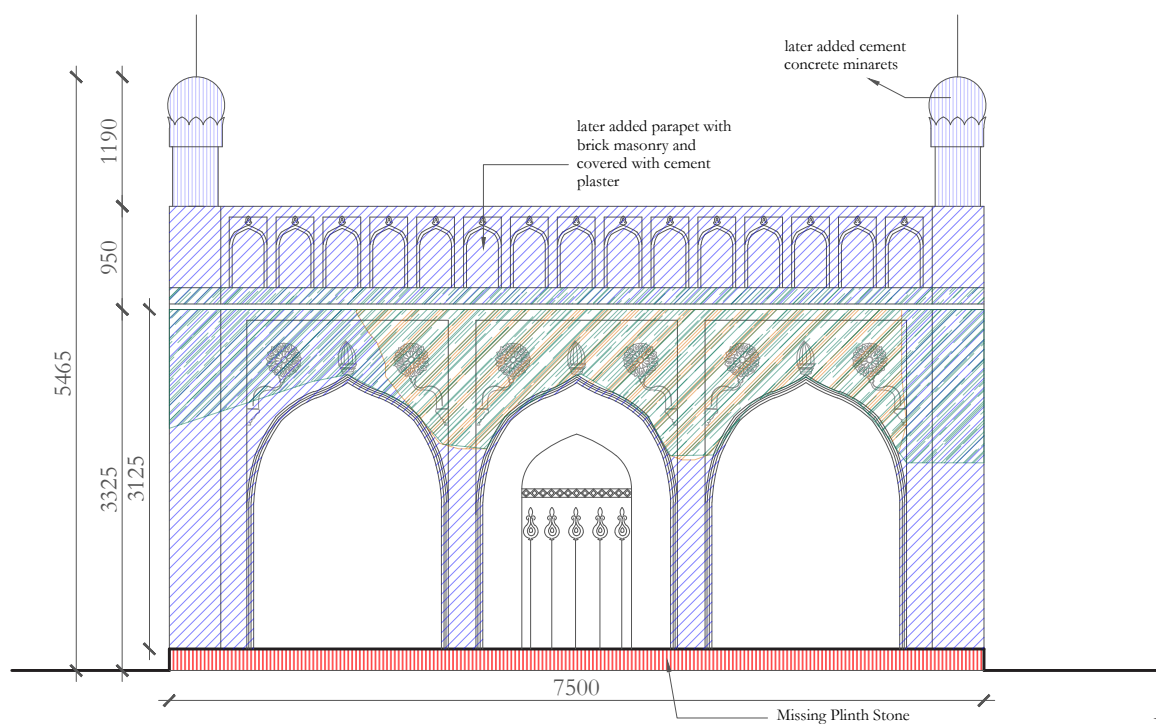 later added cement
concrete minarets
later added parapet with
brick masonry and
covered with cement
plaster
1190
950
5465
3325
3125
7500
Missing Plinth Stone